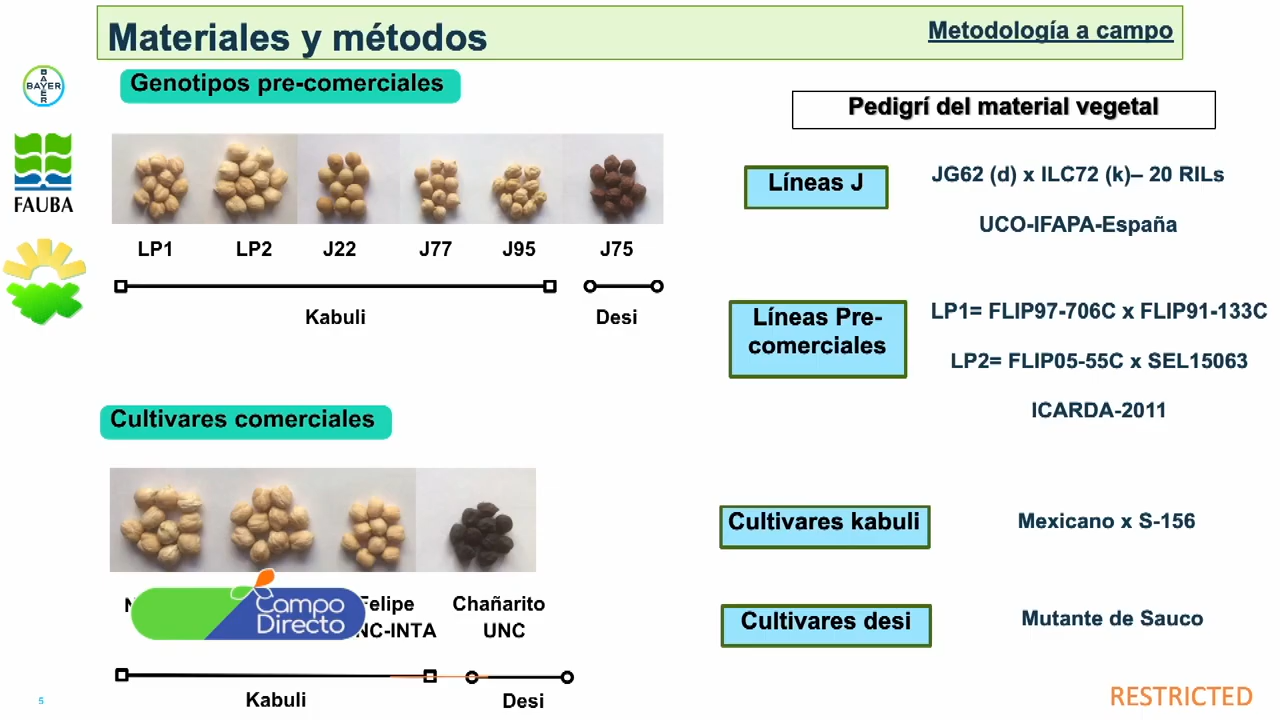 Materiales y métodos
Metodología a campo
BAYER
BAYER
FAUBA
Genotipos pre-comerciales
LP1 LP2 J22 J77 J95 J75
Kabuli Desi
Cultivares comerciales
Felipe Chañarito
UNC
Campo
Directo
Kabuli Desi
Pedigrí del material vegetal
Líneas J
JG62 (d) x ILC72 (k)– 20 RILs
UCO-IFAPA-España
Líneas Pre-
comerciales
LP1= FLIP97-706C x FLIP91-133C
LP2= FLIP05-55C x SEL15063
ICARDA-2011
Cultivares kabuli
Mexicano x S-156
Cultivares desi
Mutante de Sauco
5
RESTRICTED